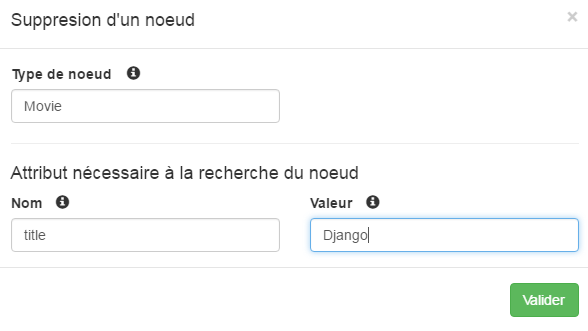 Suppresion d'un noeud ×
Type de noeud
Movie
Attribut nécessaire à la recherche du noeud
Nom Valeur
title Django
Valider